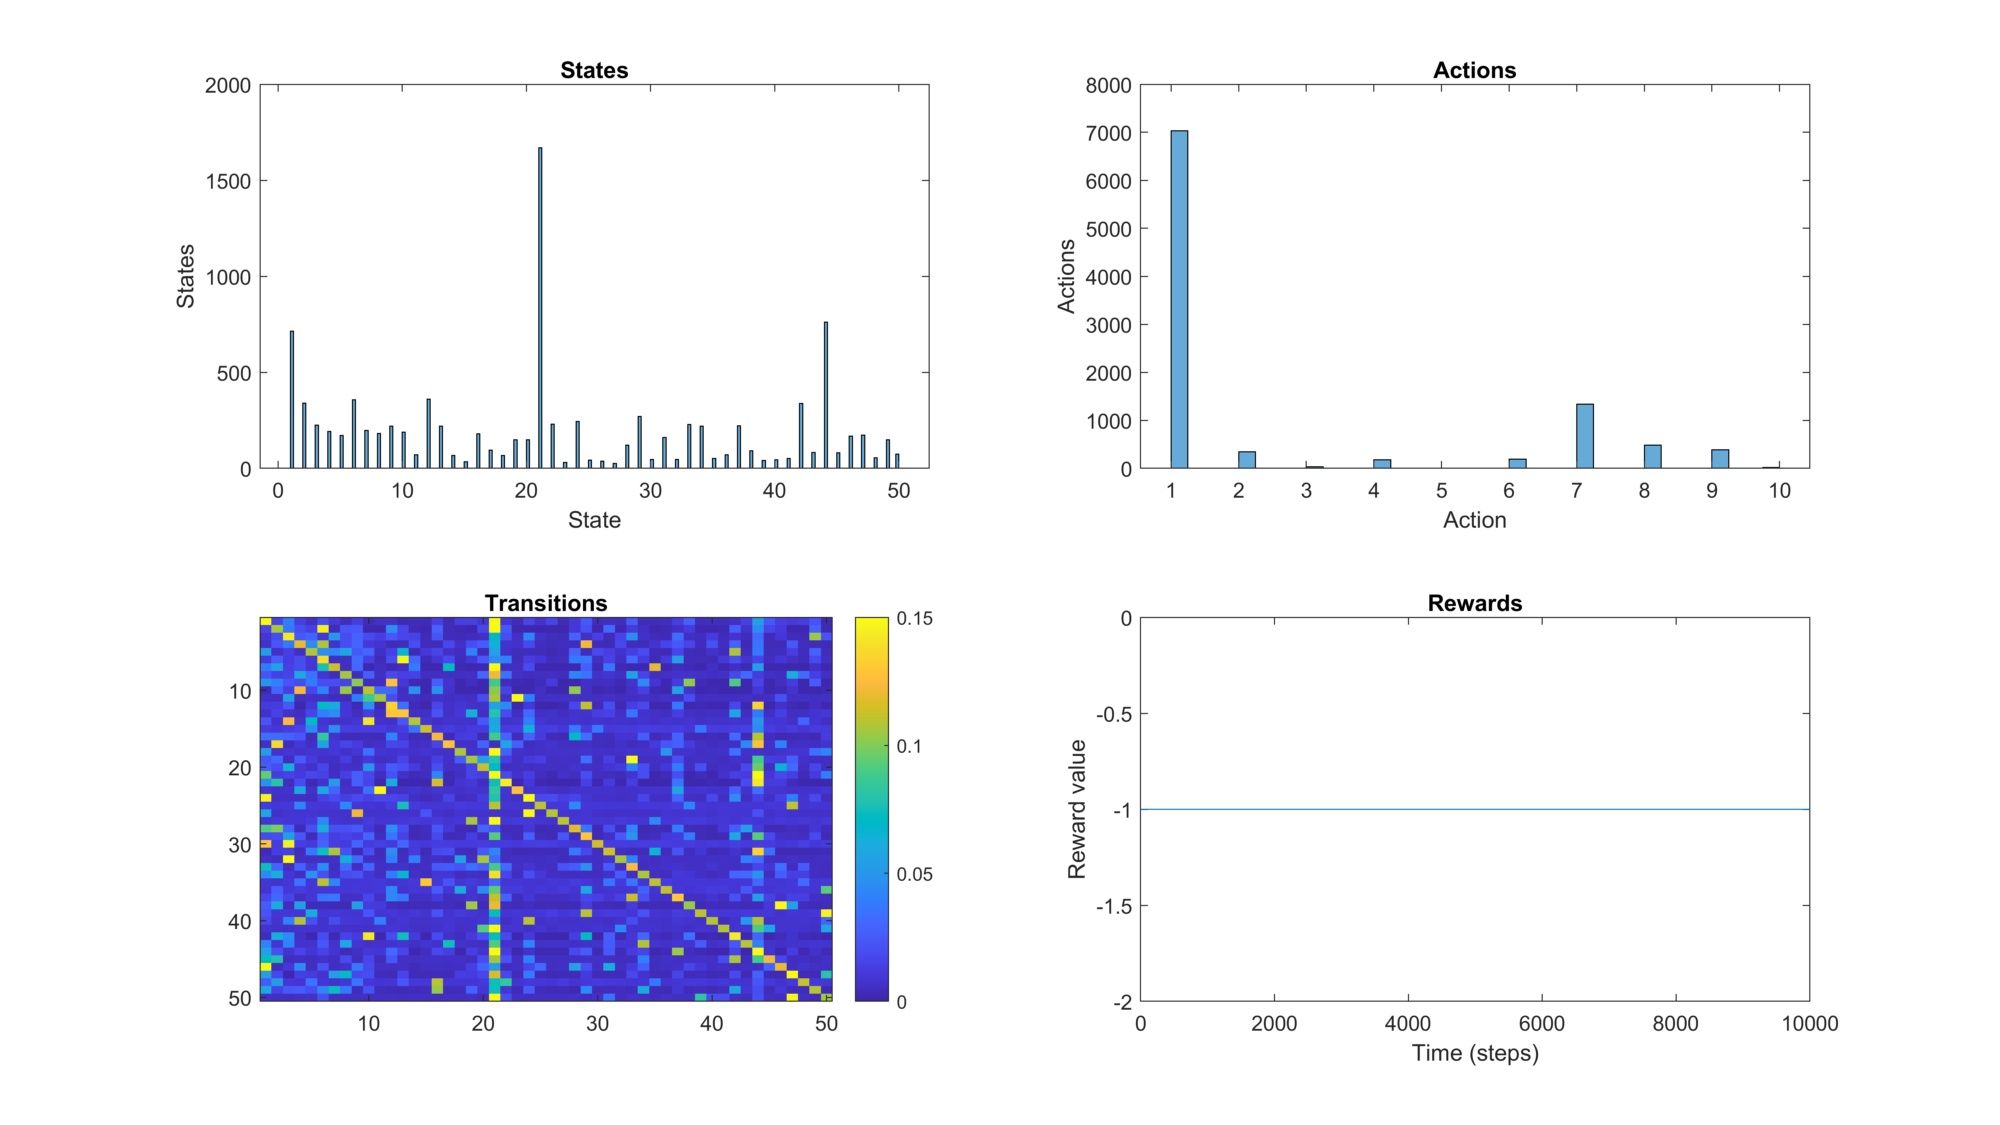 States
2000
1500
1000
500
0
States
0 10 20 30 40 50
State
Actions
8000
7000
6000
5000
4000
3000
2000
1000
0
Actions
1 2 3 4 5 6 7 8 9 10
Action
Transitions
10
20
30
40
50
10 20 30 40 50
0.15
0.1
0.05
0
Rewards
0
-0.5
-1
-1.5
-2
Reward value
0 2000 4000 6000 8000 10000
Time (steps)